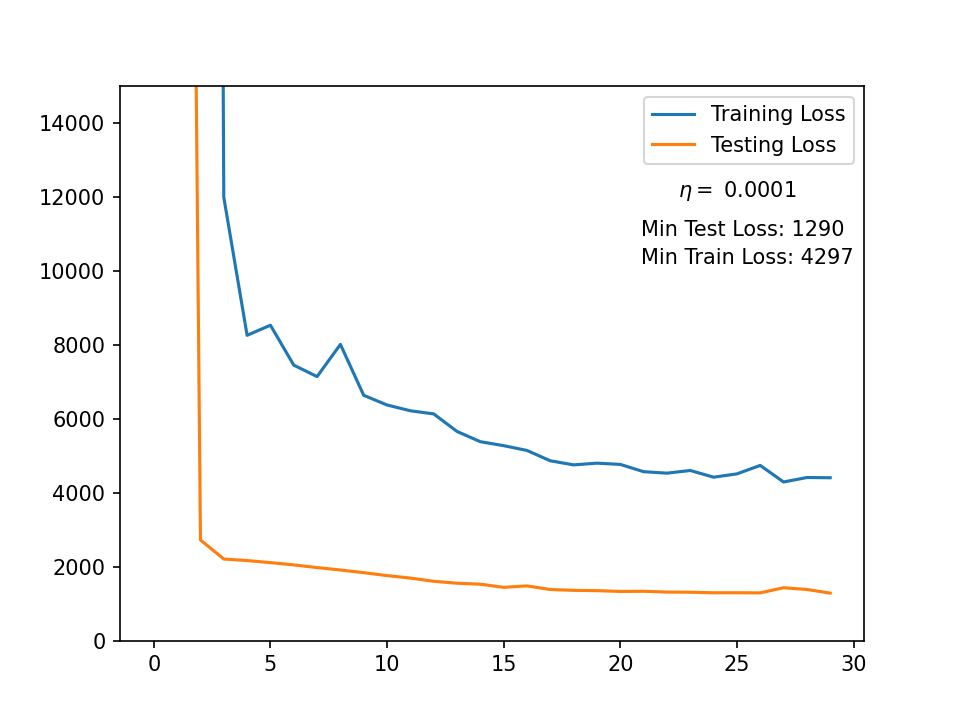 14000
12000
10000
8000
6000
4000
2000
0
0 5 10 15 20 25 30
Training Loss
Testing Loss
η = 0.0001
Min Test Loss: 1290
Min Train Loss: 4297